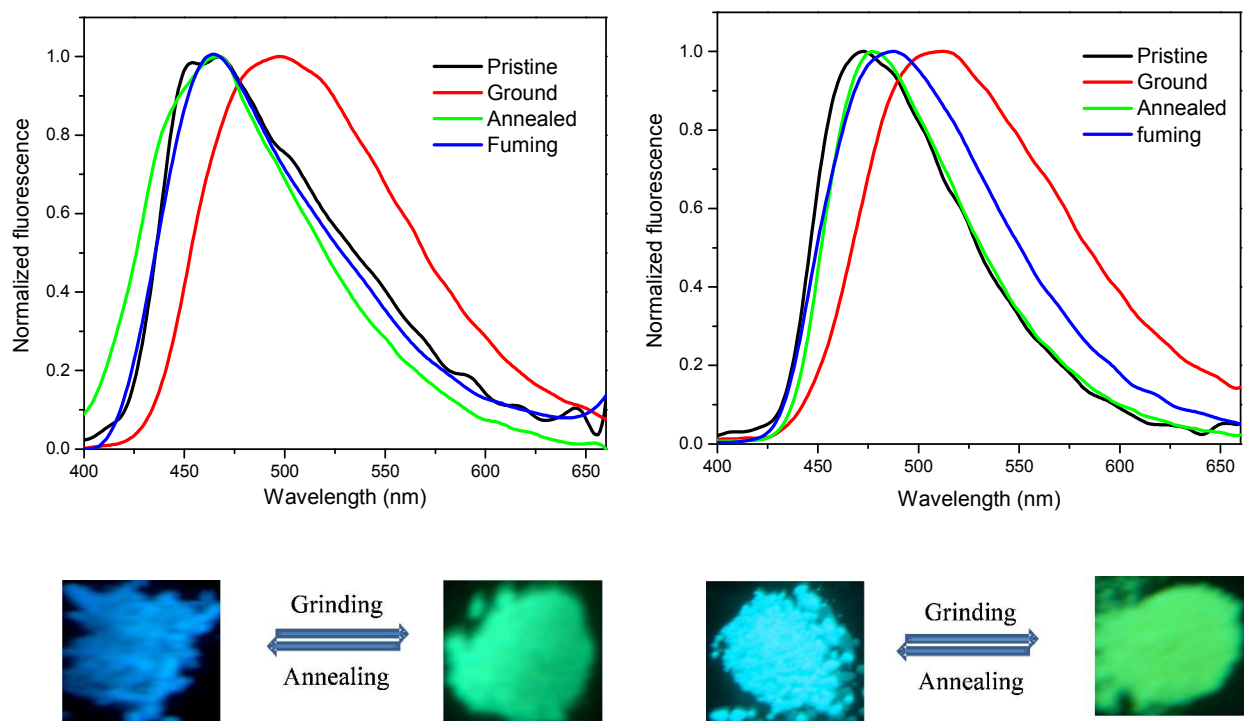 Normalized fluorescence
1.0
0.8
0.6
0.4
0.2
0.0
Pristine
Ground
Annealed
Fuming
400
450
500
550
600
650
Wavelength (nm)
Normalized fluorescence
1.0
0.8
0.6
0.4
0.2
0.0
Pristine
Ground
Annealed
fuming
400
450
500
550
600
650
Wavelength (nm)
Grinding
Annealing
Grinding
Annealing